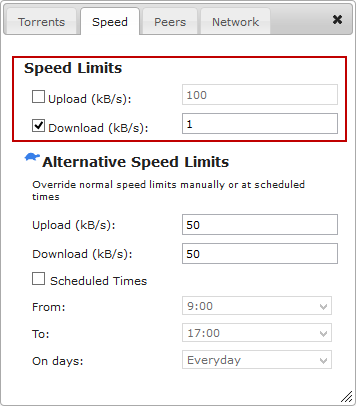 Torrents Speed Peers Network
Speed Limits
Upload (kB/s): 100
Download (kB/s): 1
Alternative Speed Limits
Override normal speed limits manually or at scheduled
times
Upload (kB/s): 50
Download (kB/s): 50
Scheduled Times
From: 9:00
To: 17:00
On days: Everyday